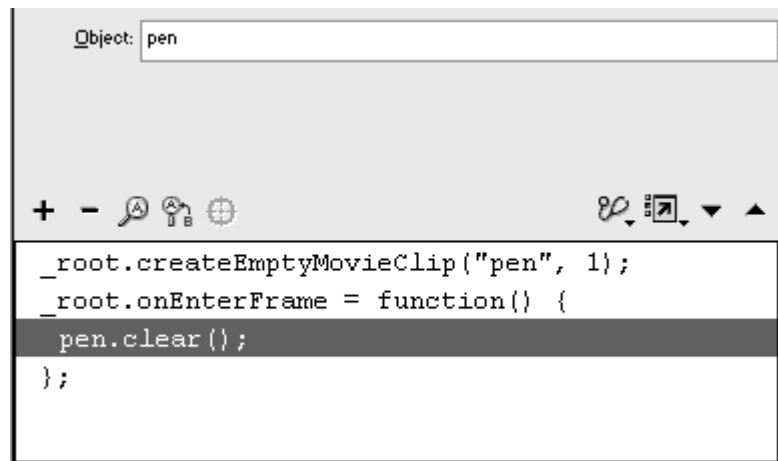 Object: pen
_root.createEmptyMovieClip("pen", 1);
_root.onEnterFrame = function() {
pen.clear();
};